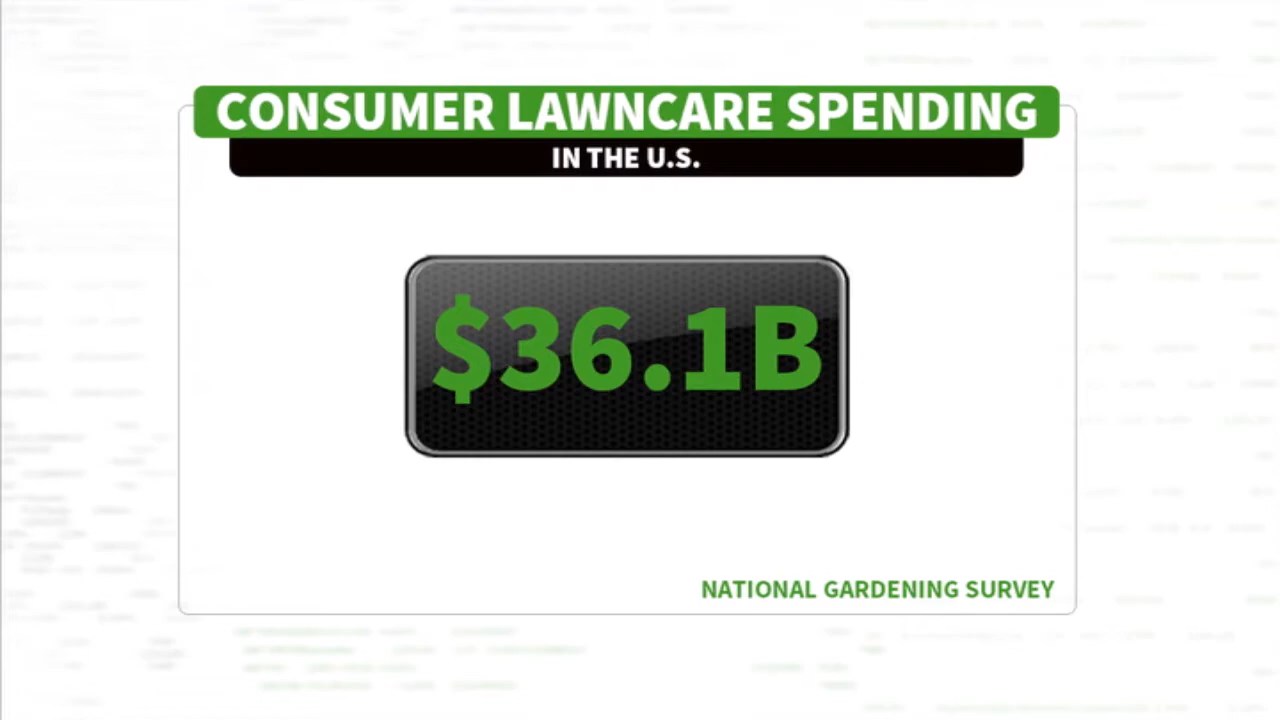 CONSUMER LAWNCARE SPENDING
IN THE U.S.
$36.1B
NATIONAL GARDENING SURVEY